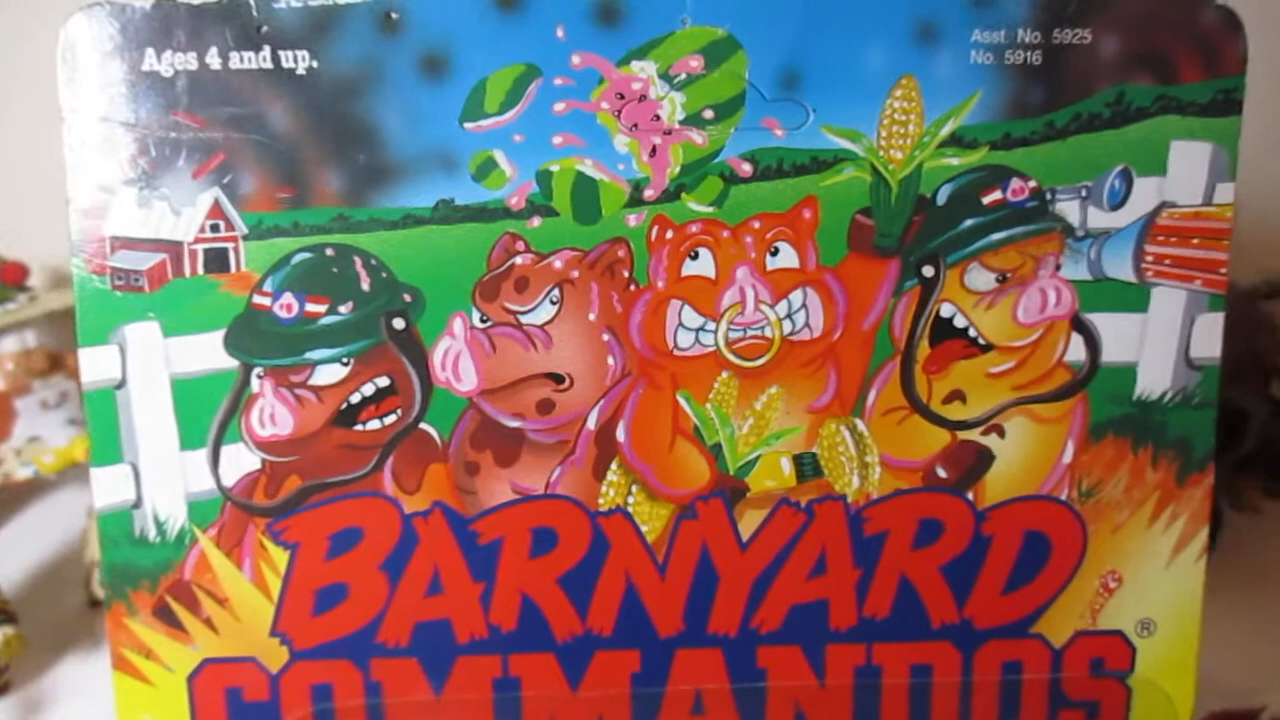 Ages 4 and up.
Asst. No. 5925
No. 5916
BARNYARD
COMMANDOS
®